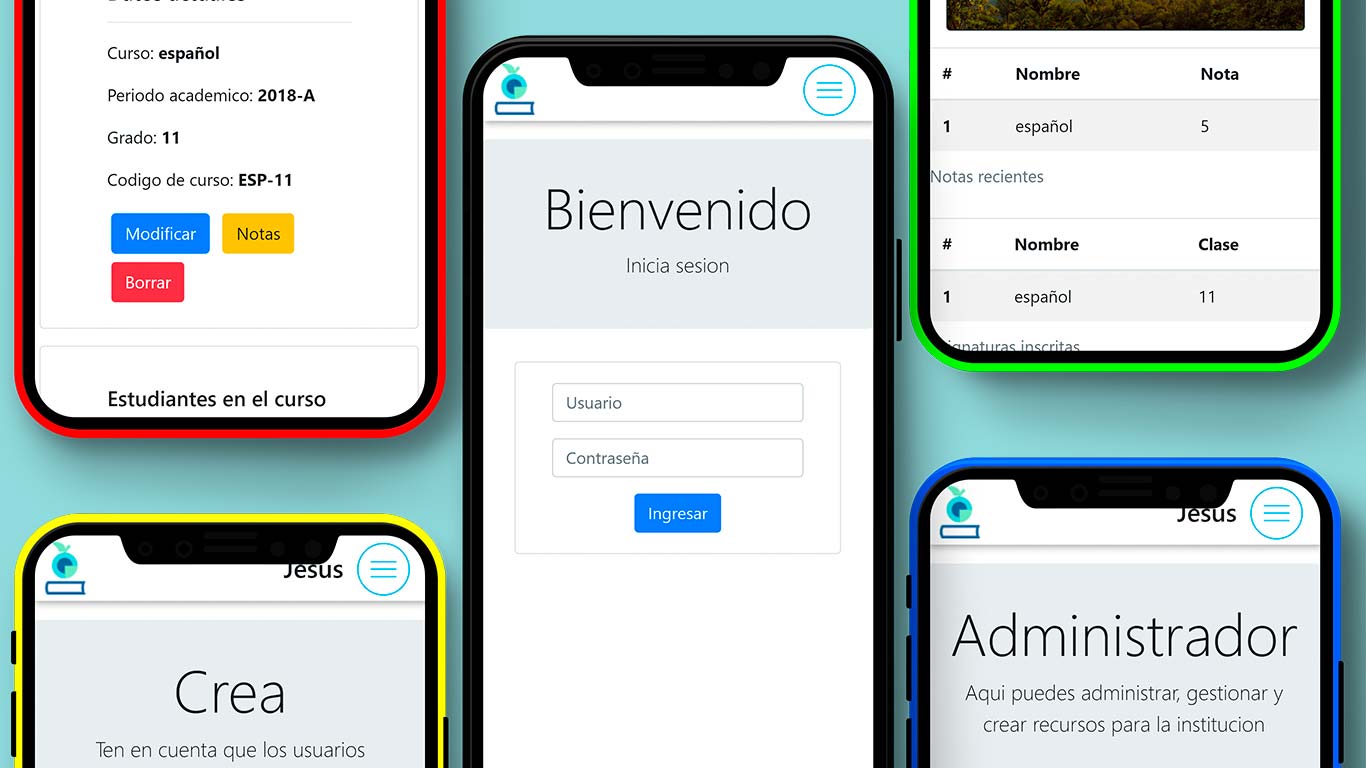 Datos actuales
Curso: español
Periodo academico: 2018-A
Grado: 11
Codigo de curso: ESP-11
Modificar
Notas
Borrar
Estudiantes en el curso
Jesus
Crea
Ten en cuenta que los usuarios
Bienvenido
Inicia sesion
Usuario
Contraseña
Ingresar
# Nombre Nota
1 español 5
Notas recientes
# Nombre Clase
1 español 11
signaturas inscritas
Jesus
Administrador
Aqui puedes administrar, gestionar y
crear recursos para la institucion